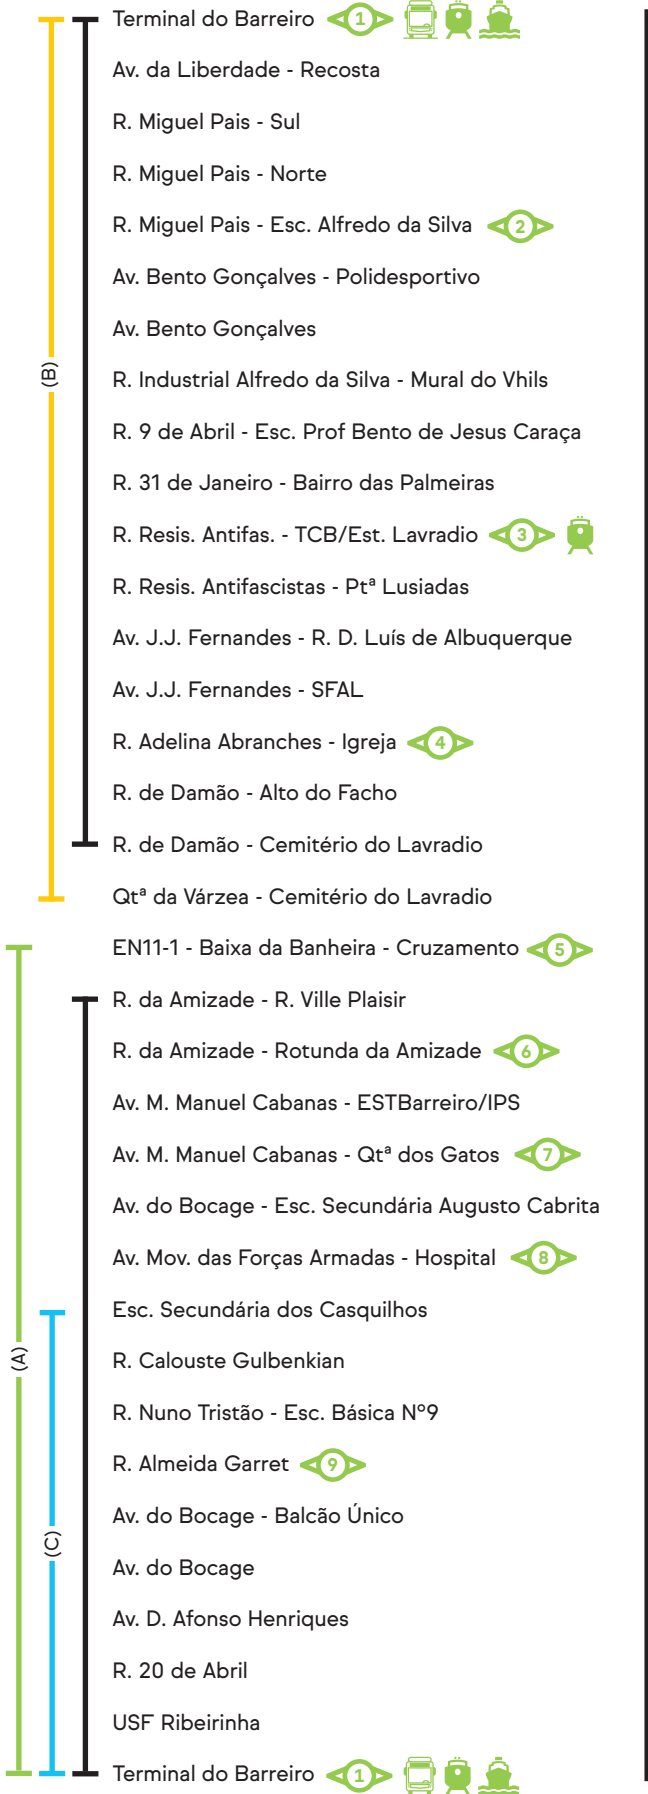 Terminal do Barreiro 1
Av. da Liberdade - Recosta
R. Miguel Pais - Sul
R. Miguel Pais - Norte
R. Miguel Pais - Esc. Alfredo da Silva 2
Av. Bento Gonçalves - Polidesportivo
Av. Bento Gonçalves
(B)
R. Industrial Alfredo da Silva - Mural do Vhils
R. 9 de Abril - Esc. Prof Bento de Jesus Caraça
R. 31 de Janeiro - Bairro das Palmeiras
R. Resis. Antifas. - TCB/Est. Lavradio 3
R. Resis. Antifascistas - Ptª Lusiadas
Av. J.J. Fernandes - R. D. Luís de Albuquerque
Av. J.J. Fernandes - SFAL
R. Adelina Abranches - Igreja 4
R. de Damão - Alto do Facho
R. de Damão - Cemitério do Lavradio
Qtª da Várzea - Cemitério do Lavradio
EN11-1 - Baixa da Banheira - Cruzamento 5
R. da Amizade - R. Ville Plaisir
R. da Amizade - Rotunda da Amizade 6
Av. M. Manuel Cabanas - ESTBarreiro/IPS
Av. M. Manuel Cabanas - Qtª dos Gatos 7
Av. do Bocage - Esc. Secundária Augusto Cabrita
Av. Mov. das Forças Armadas - Hospital 8
Esc. Secundária dos Casquilhos
(A)
R. Calouste Gulbenkian
R. Nuno Tristão - Esc. Básica Nº9
R. Almeida Garret 9
Av. do Bocage - Balcão Único
(C)
Av. do Bocage
Av. D. Afonso Henriques
R. 20 de Abril
USF Ribeirinha
Terminal do Barreiro 1